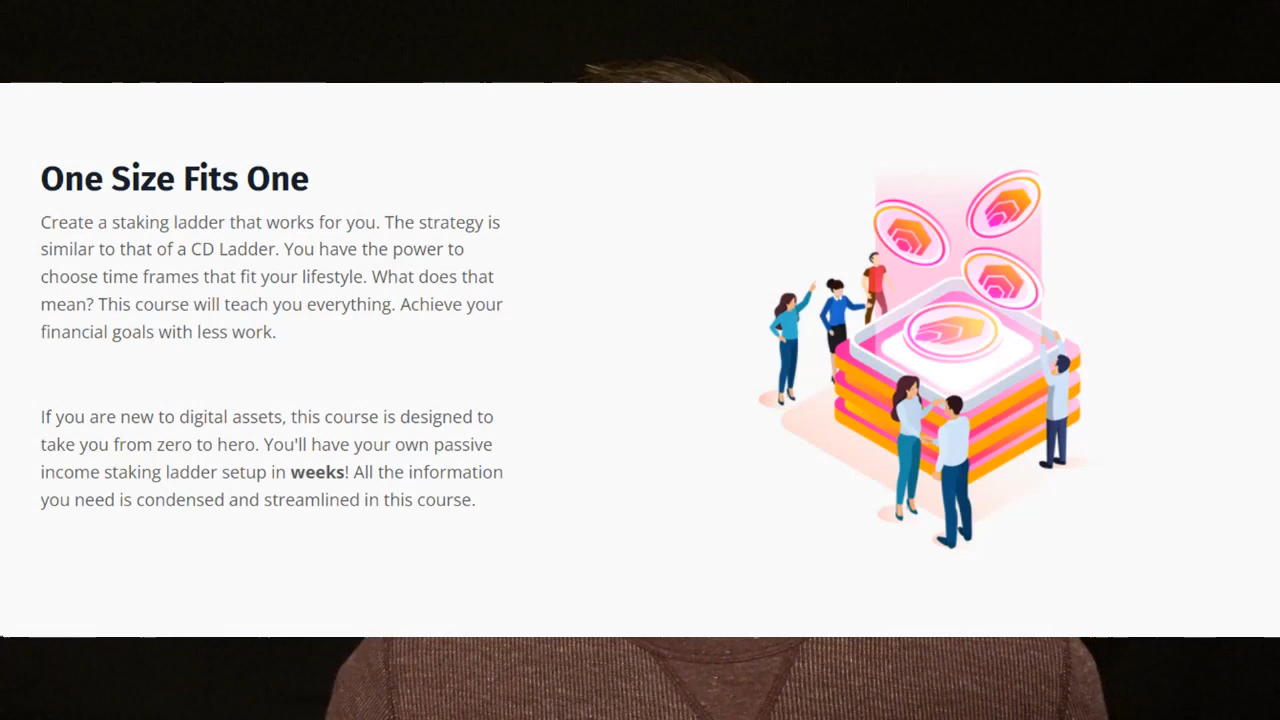 One Size Fits One
Create a staking ladder that works for you. The strategy is
similar to that of a CD Ladder. You have the power to
choose time frames that fit your lifestyle. What does that
mean? This course will teach you everything. Achieve your
financial goals with less work.
If you are new to digital assets, this course is designed to
take you from zero to hero. You'll have your own passive
income staking ladder setup in weeks! All the information
you need is condensed and streamlined in this course.